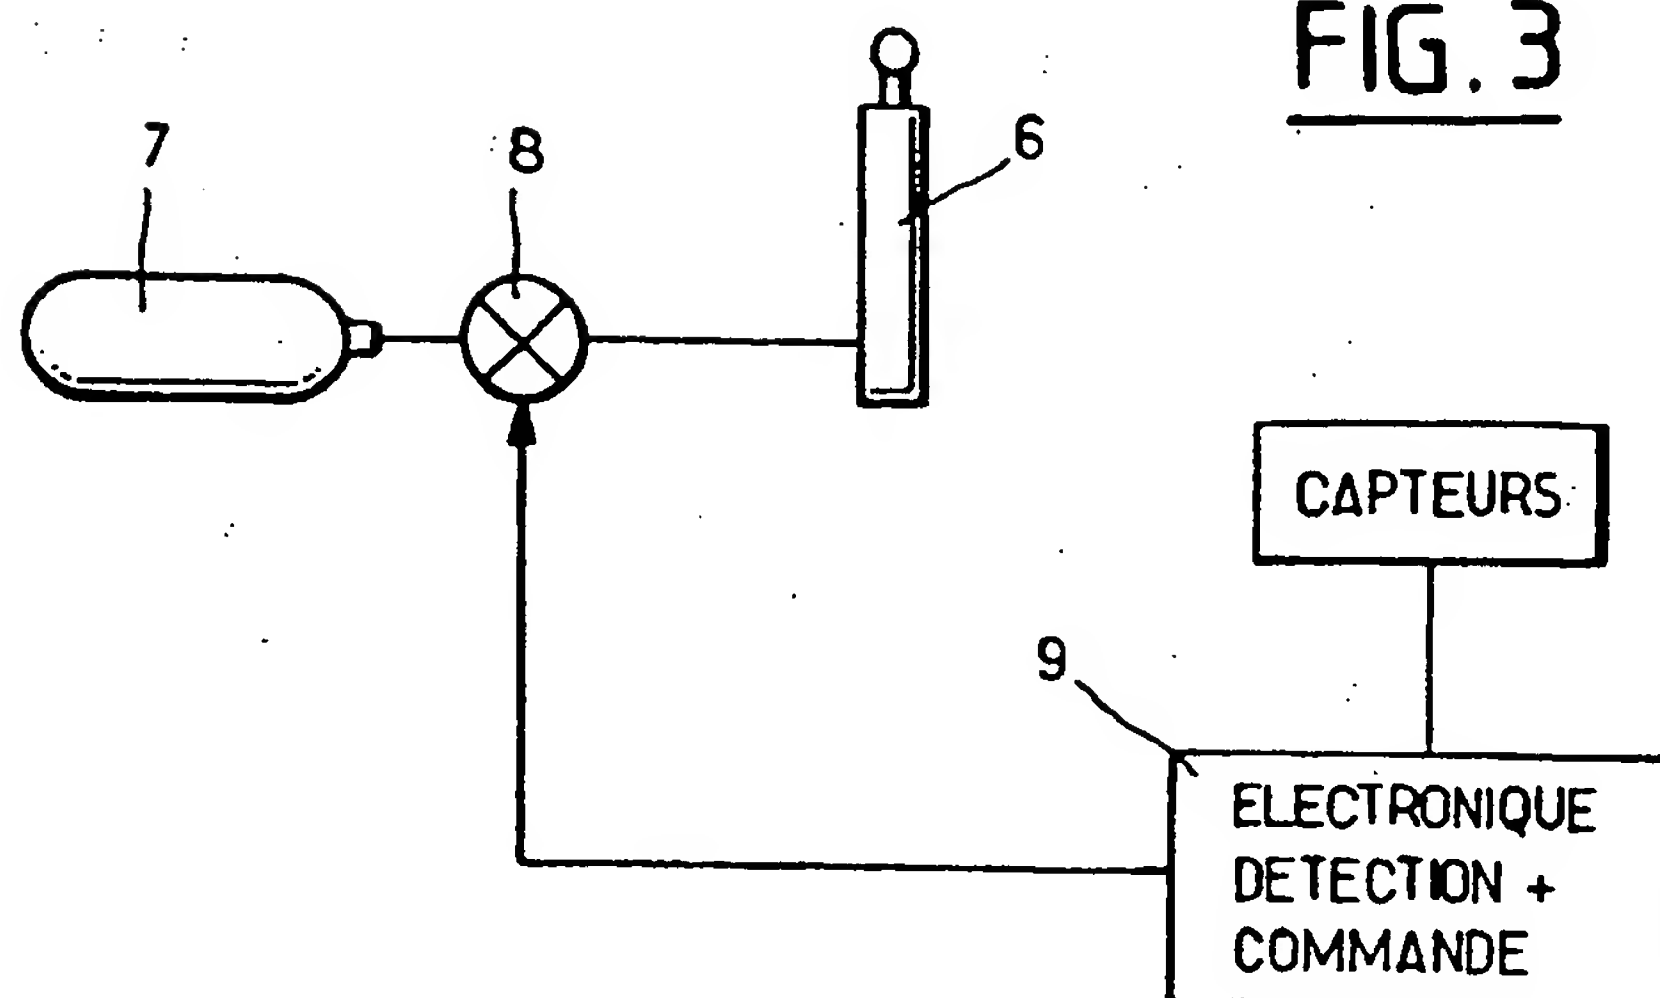 FIG. 3
7
8
6
CAPTEURS
9
ELECTRONIQUE
DETECTION +
COMMANDE